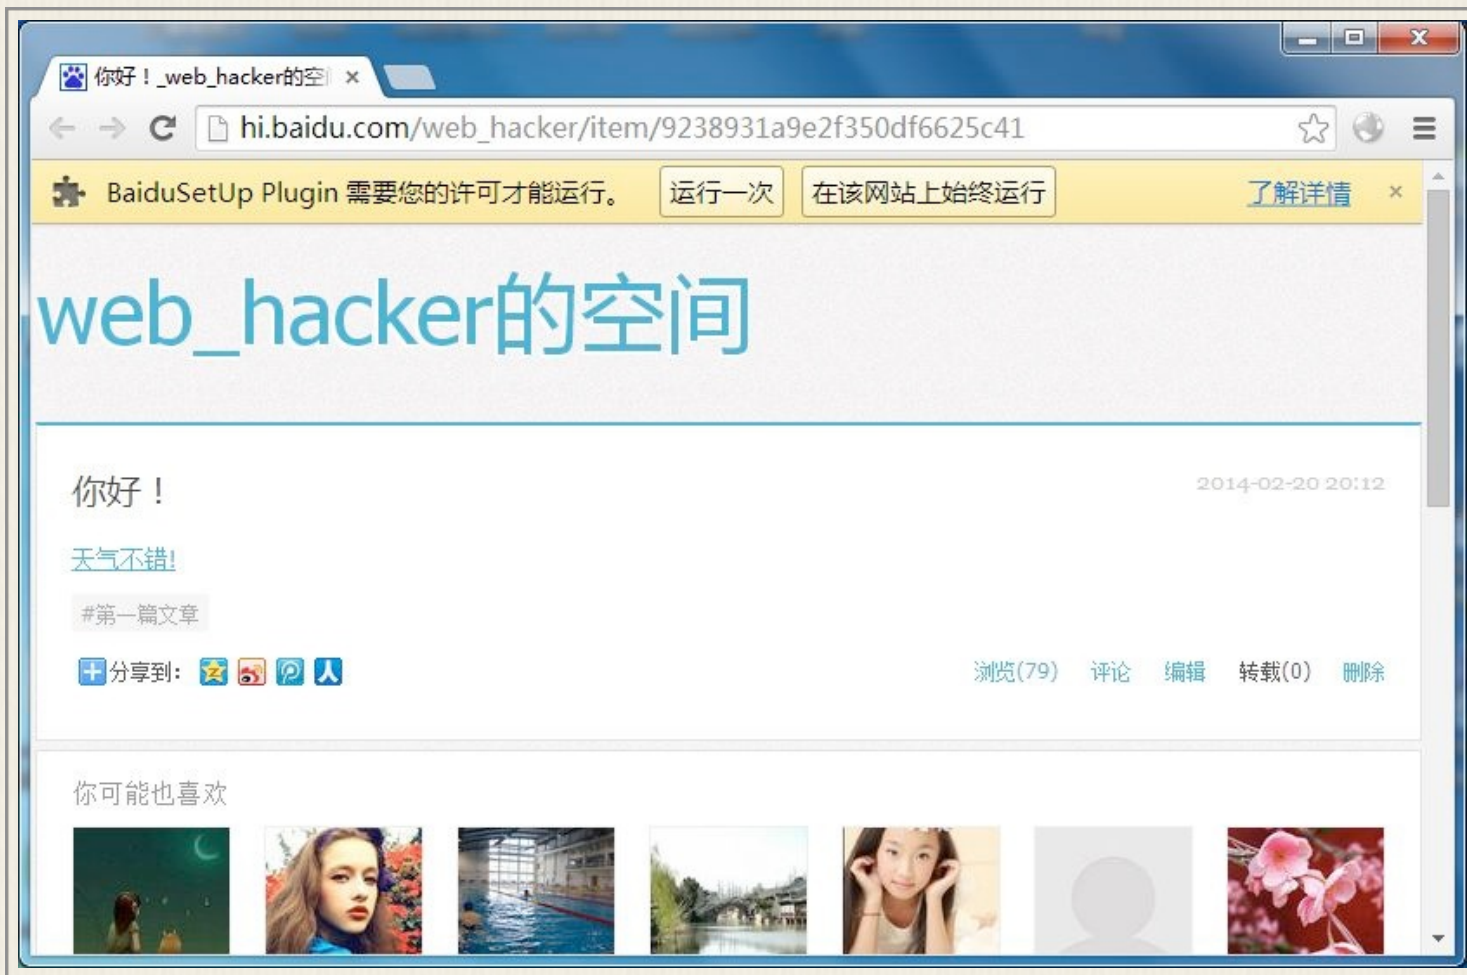 你好！_web_hacker的空间
hi.baidu.com/web_hacker/item/9238931a9e2f350df6625c41
BaiduSetUp Plugin 需要您的许可才能运行。 运行一次 在该网站上始终运行 了解详情
web_hacker的空间
你好！ 2014-02-20 20:12
天气不错!
#第一篇文章
分享到： 浏览(79) 评论 编辑 转载(0) 删除
你可能也喜欢